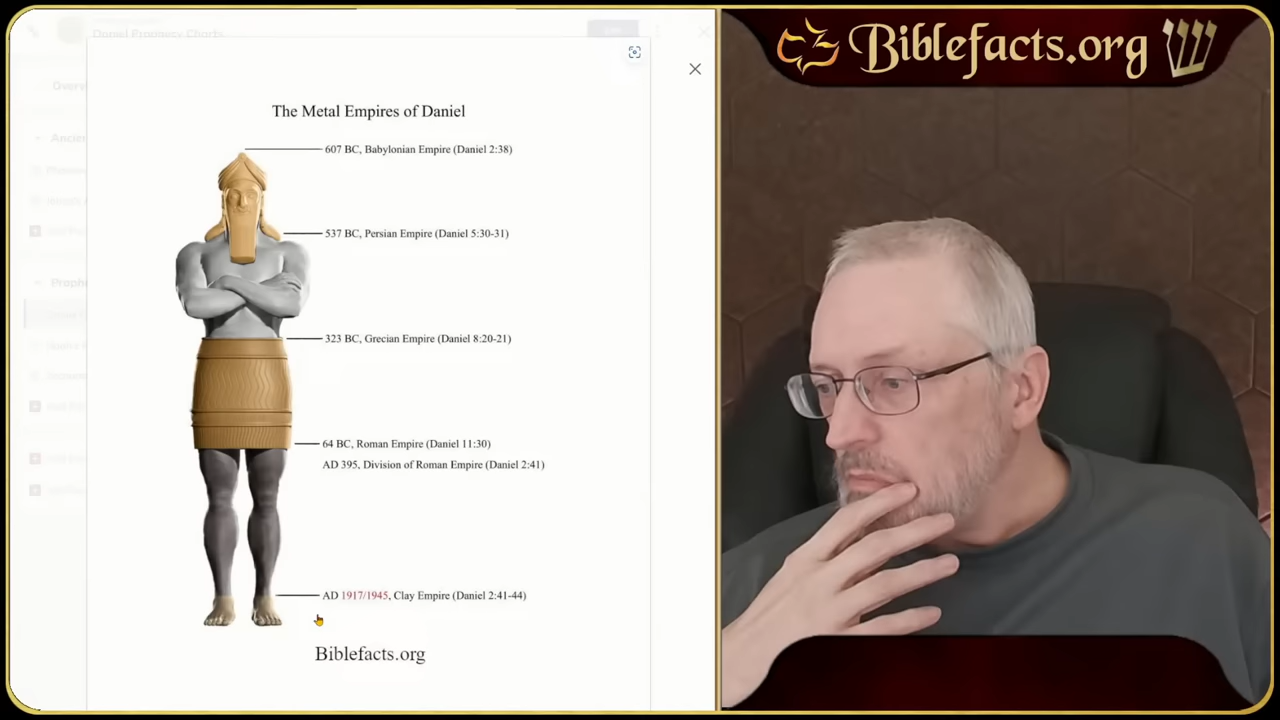 Daniel Prophecy Charts
The Metal Empires of Daniel
607 BC, Babylonian Empire (Daniel 2:38)
537 BC, Persian Empire (Daniel 5:30-31)
323 BC, Grecian Empire (Daniel 8:20-21)
64 BC, Roman Empire (Daniel 11:30)
AD 395, Division of Roman Empire (Daniel 2:41)
AD 1917/1945, Clay Empire (Daniel 2:41-44)
Biblefacts.org
Biblefacts.org
ש